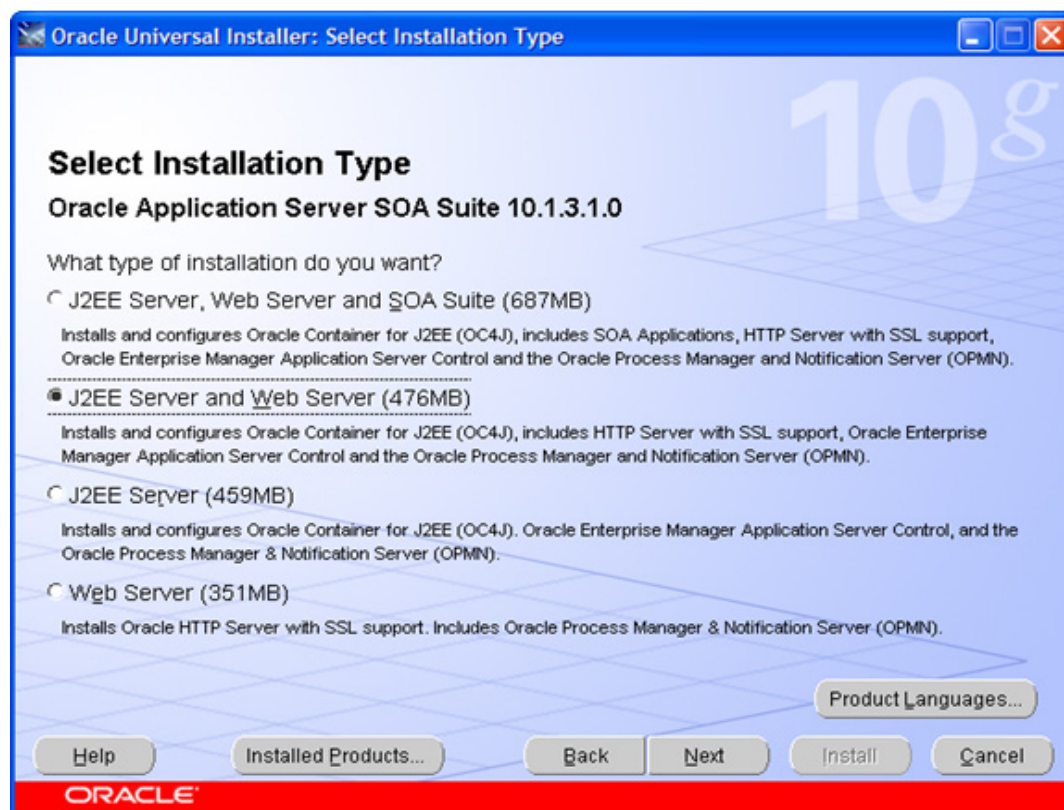 Oracle Universal Installer: Select Installation Type
10g
Select Installation Type
Oracle Application Server SOA Suite 10.1.3.1.0
What type of installation do you want?
J2EE Server, Web Server and SOA Suite (687MB)
Installs and configures Oracle Container for J2EE (OC4J), includes SOA Applications, HTTP Server with SSL support,
Oracle Enterprise Manager Application Server Control and the Oracle Process Manager and Notification Server (OPMN).
J2EE Server and Web Server (476MB)
Installs and configures Oracle Container for J2EE (OC4J), includes HTTP Server with SSL support, Oracle Enterprise
Manager Application Server Control and the Oracle Process Manager and Notification Server (OPMN).
J2EE Server (459MB)
Installs and configures Oracle Container for J2EE (OC4J). Oracle Enterprise Manager Application Server Control, and the
Oracle Process Manager & Notification Server (OPMN).
Web Server (351MB)
Installs Oracle HTTP Server with SSL support. Includes Oracle Process Manager & Notification Server (OPMN).
Product Languages...
Help Installed Products... Back Next Install Cancel
ORACLE